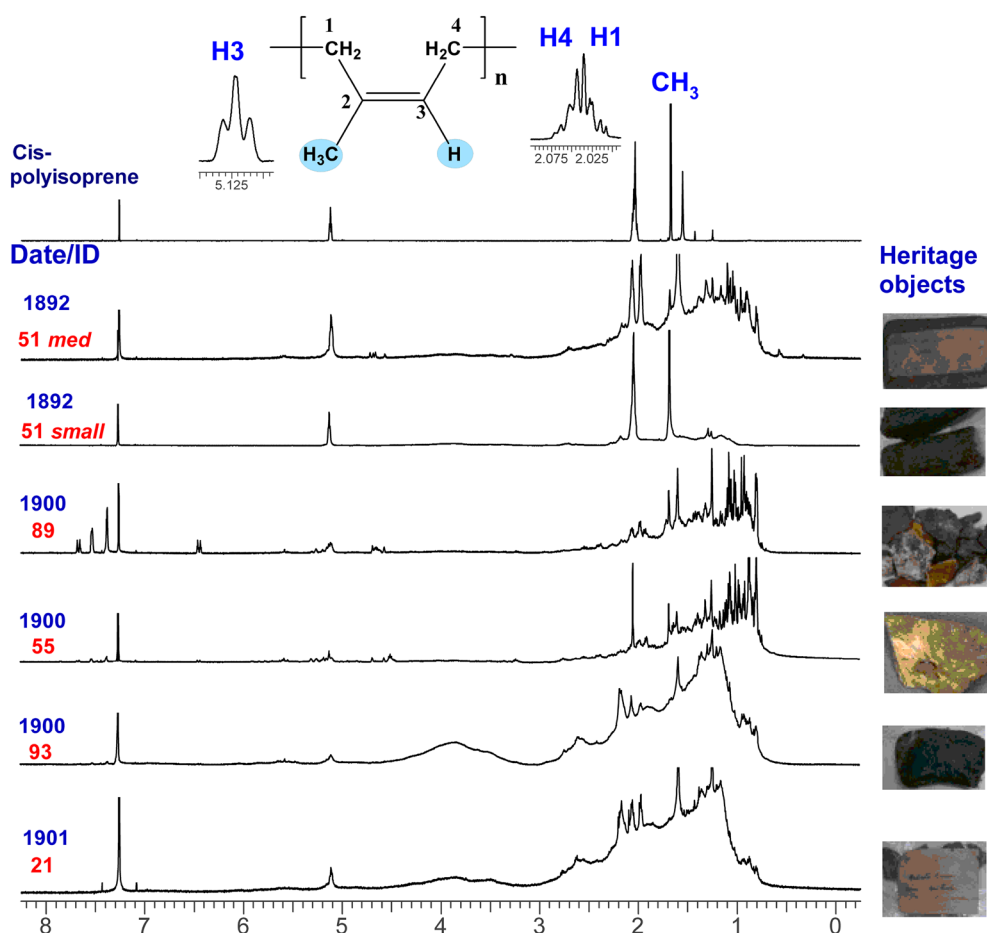 1
4
H3
CH2
H2C
n
2
3
H3C
H
H4 H1
CH3
5.125
2.075 2.025
Cis-
polyisoprene
Date/ID
Heritage
objects
1892
51 med
1892
51 small
1900
89
1900
55
1900
93
1901
21
8 7 6 5 4 3 2 1 0